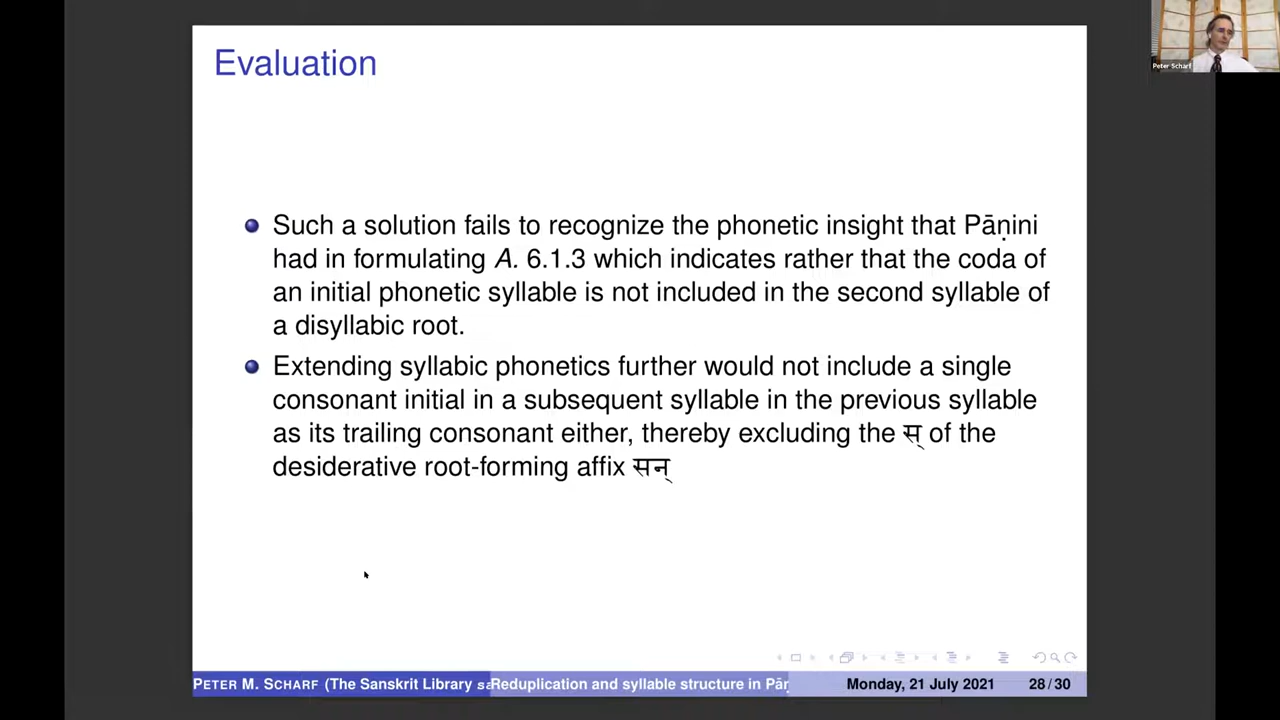 Peter Scharf
Evaluation
Such a solution fails to recognize the phonetic insight that Pāṇini
had in formulating A. 6.1.3 which indicates rather that the coda of
an initial phonetic syllable is not included in the second syllable of
a disyllabic root.
Extending syllabic phonetics further would not include a single
consonant initial in a subsequent syllable in the previous syllable
as its trailing consonant either, thereby excluding the स् of the
desiderative root-forming affix सन्
PETER M. SCHARF (The Sanskrit Library Reduplication and syllable structure in Monday, 21 July 2021 28 / 30